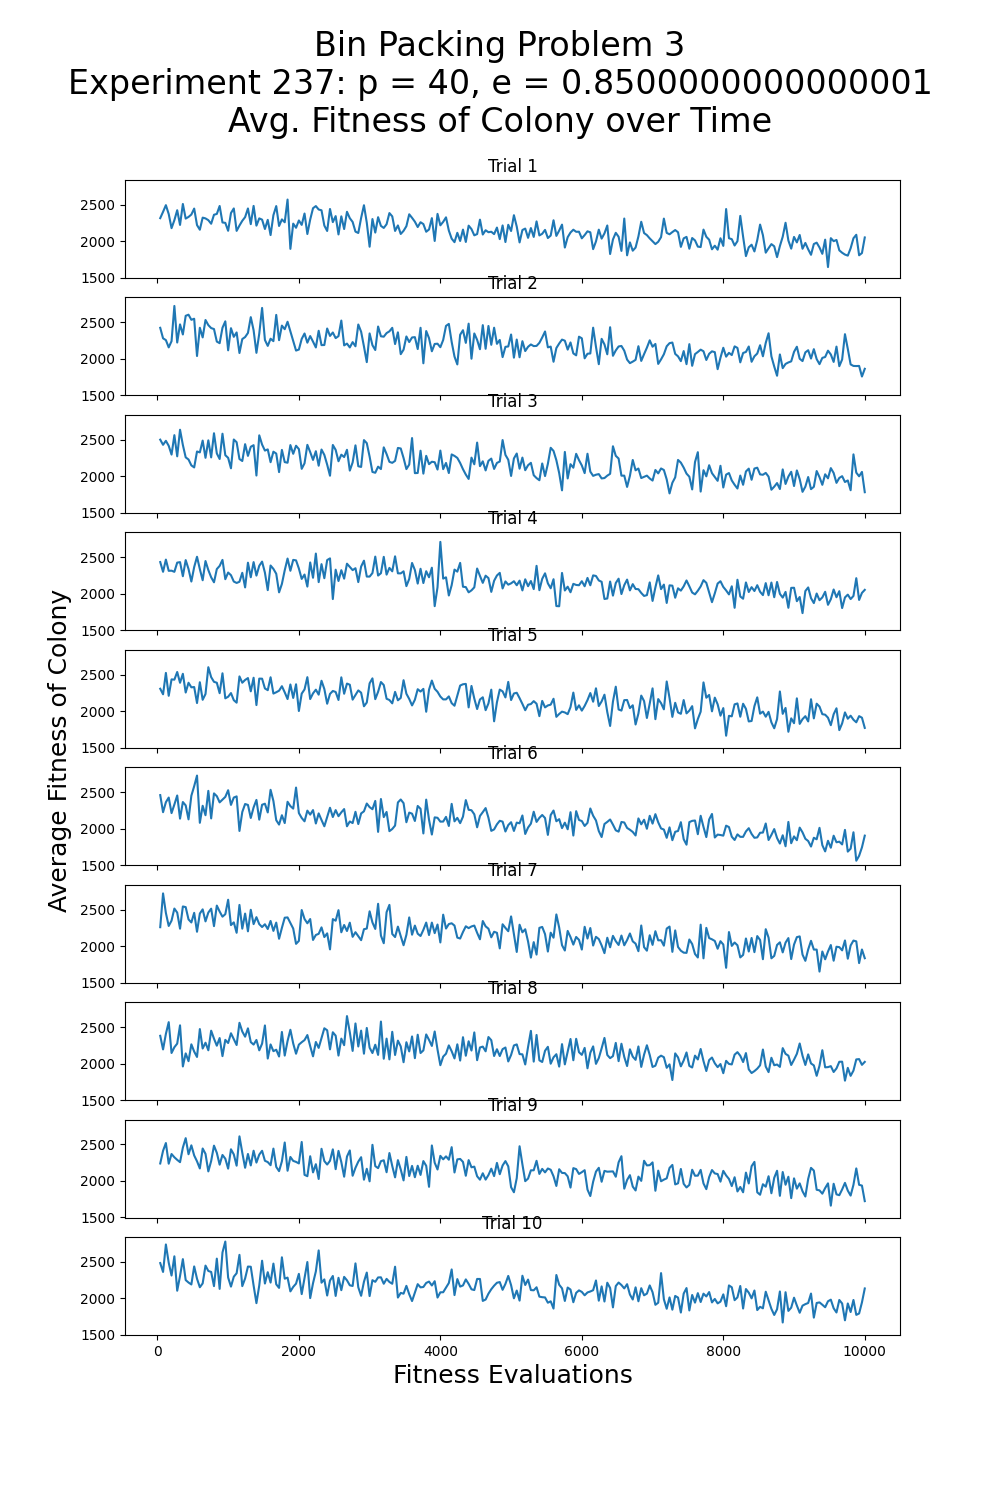 Bin Packing Problem 3
Experiment 237: p = 40, e = 0.8500000000000001
Avg. Fitness of Colony over Time
Trial 1
2500
2000
1500
Trial 2
2500
2000
1500
Trial 3
2500
2000
1500
Trial 4
2500
2000
1500
Trial 5
2500
2000
1500
Trial 6
2500
2000
1500
Trial 7
2500
2000
1500
Trial 8
2500
2000
1500
Trial 9
2500
2000
1500
Trial 10
2500
2000
1500
0 2000 4000 6000 8000 10000
Fitness Evaluations
Average Fitness of Colony